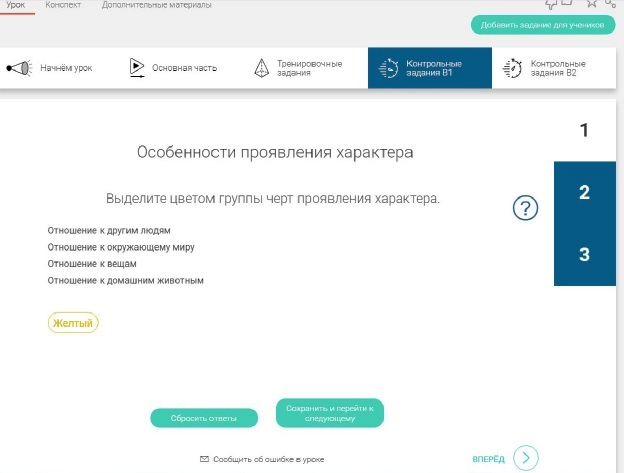 Урок Конспект Дополнительные материалы
Добавить задание для учеников
Начнём урок
Основная часть
Тренировочные
задания
Контрольные
задания В1
Контрольные
задания В2
1
Особенности проявления характера
2
Выделите цветом группы черт проявления характера.
?
Отношение к другим людям
Отношение к окружающему миру
3
Отношение к вещам
Отношение к домашним животным
Желтый
Сбросить ответы
Сохранить и перейти к
следующему
Сообщить об ошибке в уроке
ВПЕРЁД